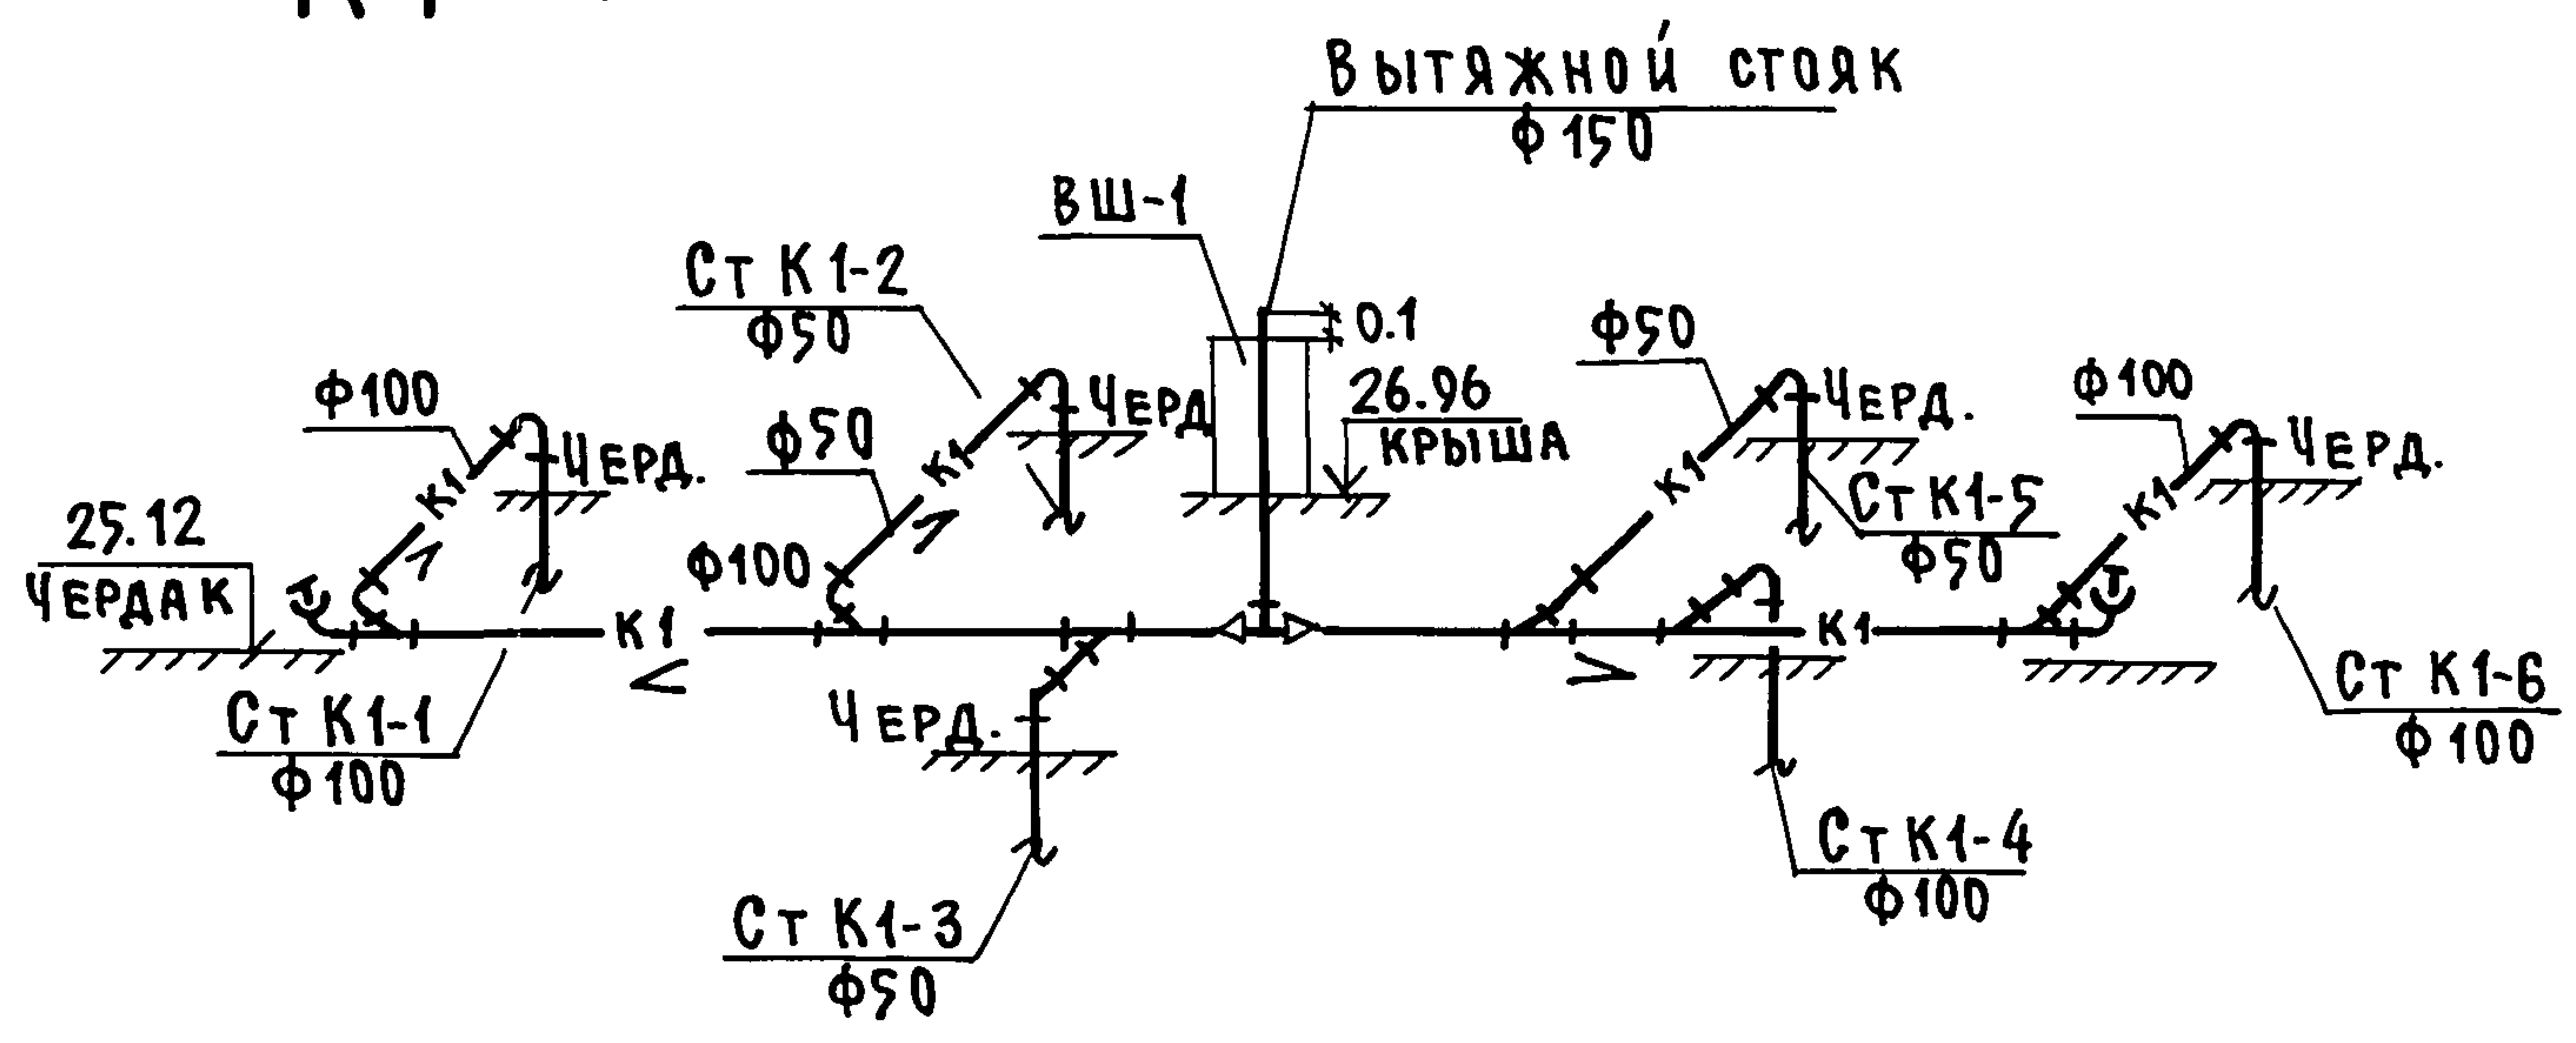 Вытяжной стояк
Ф 150
ВШ-1
Ст К1-2
Ф50
0.1
Ф50
Ф100
Ф100
26.96
КРЫША
ЧЕРД.
ЧЕРД
ЧЕРД.
ЧЕРД.
Ф50
К1
К1
К1
К1
25.12
ЧЕРДАК
Ст К1-5
Ф50
Ф100
К1
К1
Ст К1-1
Ф100
ЧЕРД.
Ст К1-6
Ф100
Ст К1-4
Ф100
Ст К1-3
Ф50